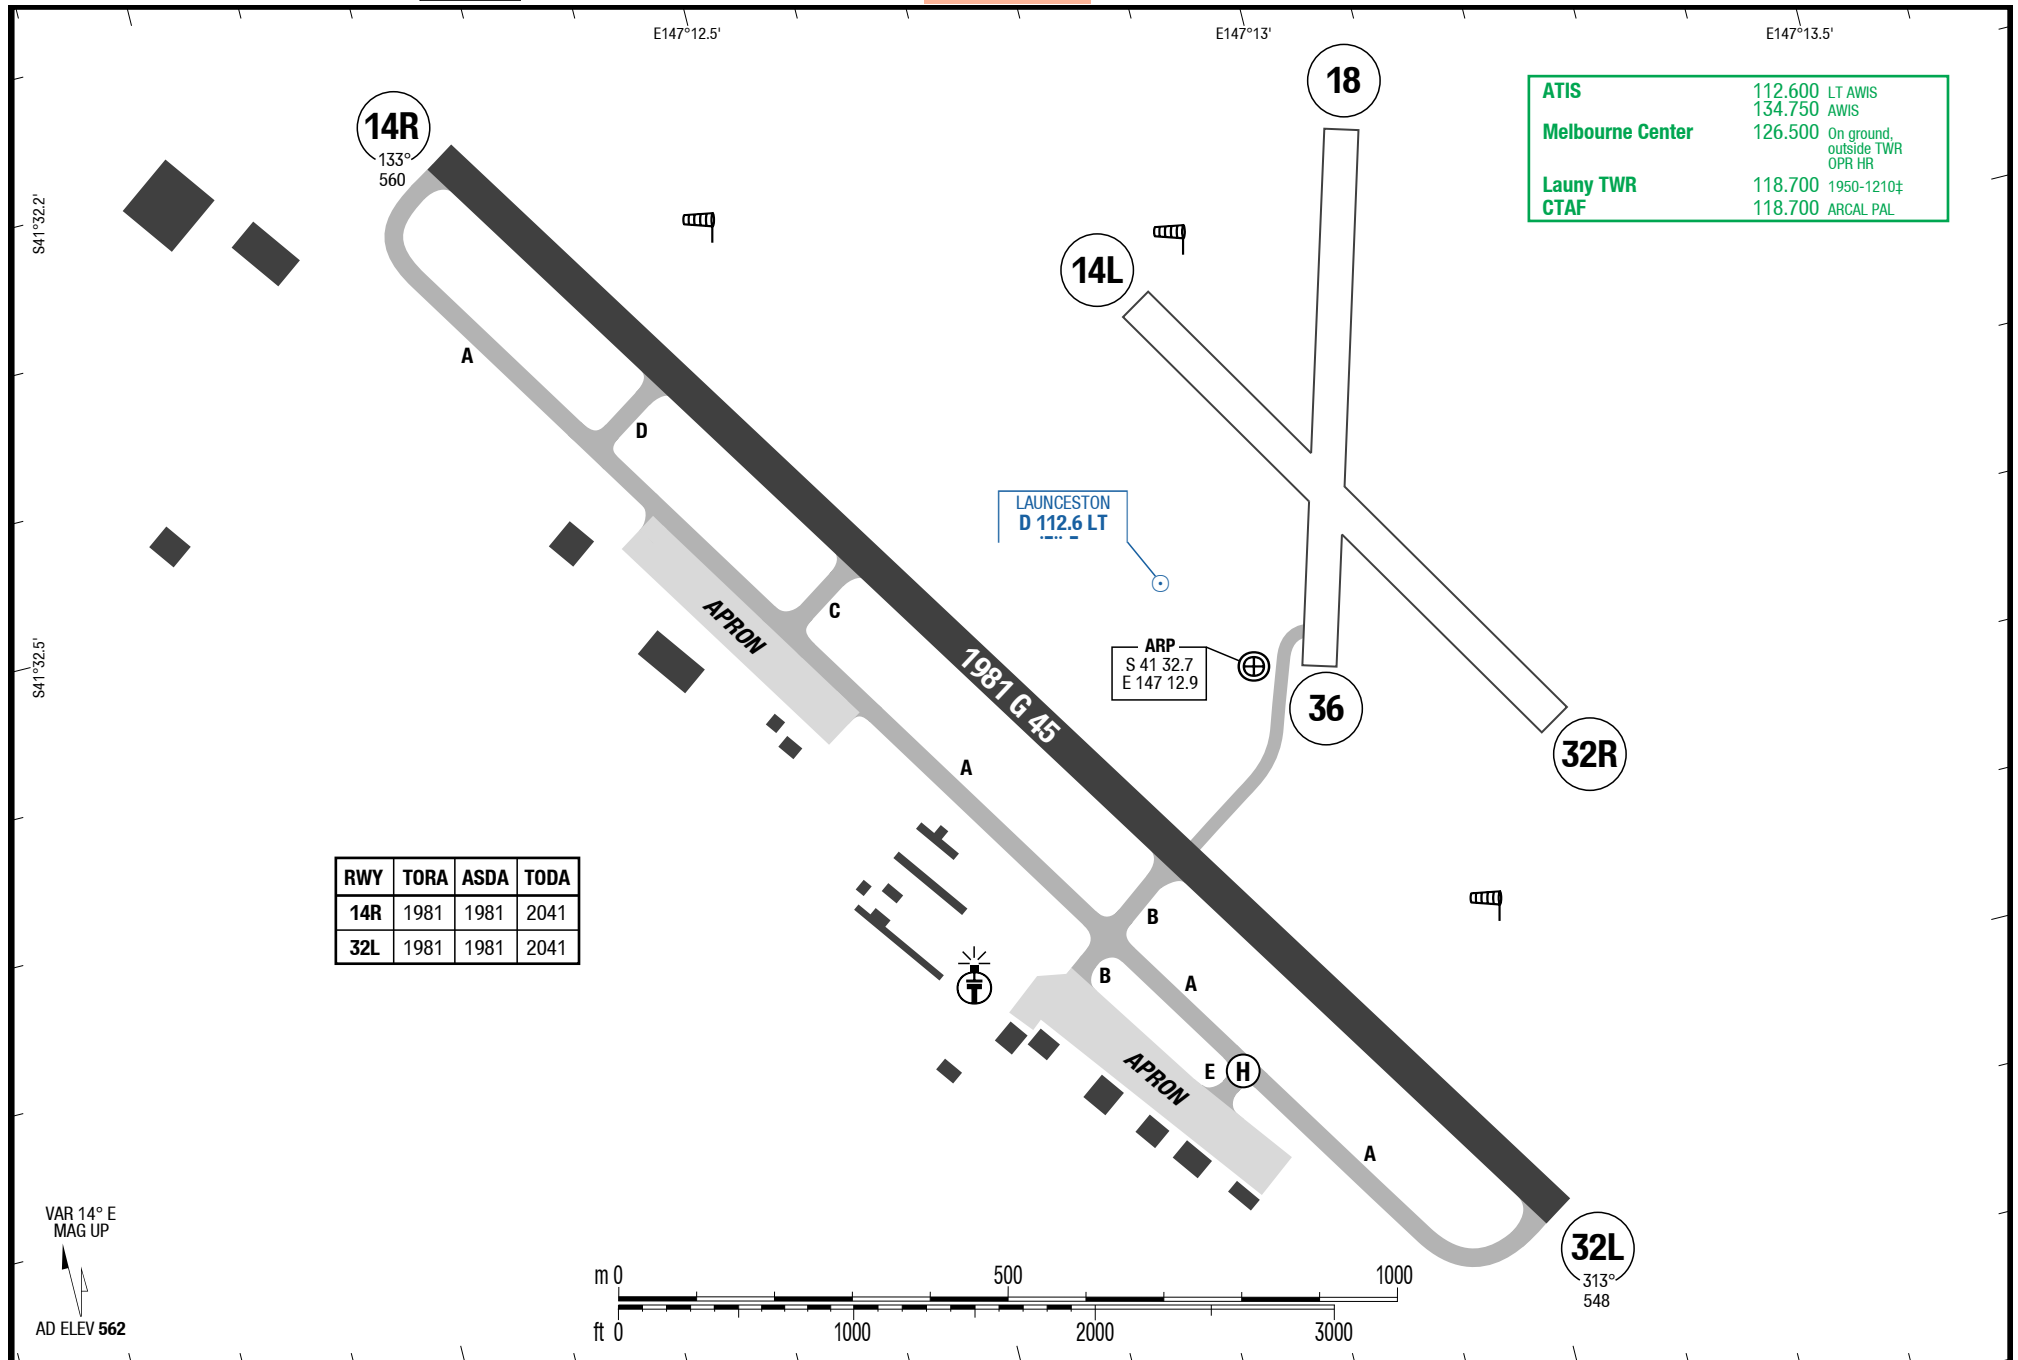 E147°12.5'
E147°13'
E147°13.5'
18
14R
133°
560
ATIS 112.600 LT AWIS
134.750 AWIS
Melbourne Center 126.500 On ground,
outside TWR
OPR HR
Launy TWR 118.700 1950-1210‡
CTAF 118.700 ARCAL PAL
S41°32.2'
14L
A
D
LAUNCESTON
D 112.6 LT
APRON
C
S41°32.5'
ARP
S 41 32.7
E 147 12.9
1981 G 45
36
32R
A
RWY TORA ASDA TODA
14R 1981 1981 2041
32L 1981 1981 2041
B
B
A
T
E
H
APRON
A
VAR 14° E
MAG UP
AD ELEV 562
32L
313°
548
m 0 500 1000
ft 0 1000 2000 3000